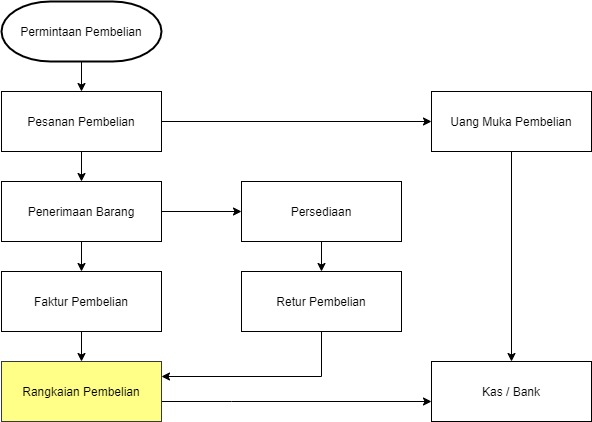 Permintaan Pembelian
Pesanan Pembelian
Uang Muka Pembelian
Penerimaan Barang
Persediaan
Faktur Pembelian
Retur Pembelian
Rangkaian Pembelian
Kas / Bank